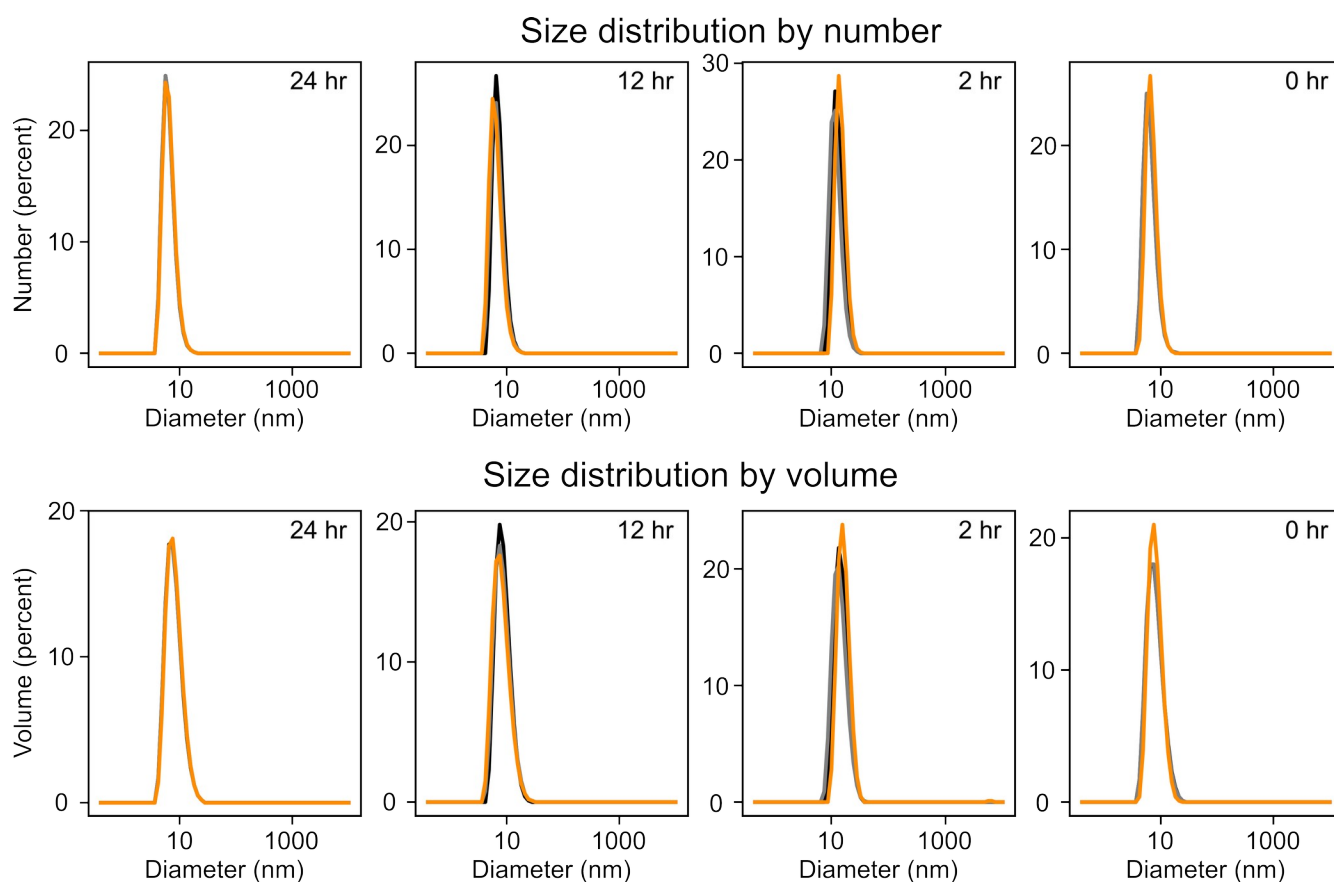 Size distribution by number
24 hr
12 hr
2 hr
0 hr
Number (percent)
20
10
0
20
10
0
30
20
10
0
20
10
0
10 1000
10 1000
10 1000
10 1000
Diameter (nm)
Diameter (nm)
Diameter (nm)
Diameter (nm)
Size distribution by volume
24 hr
12 hr
2 hr
0 hr
Volume (percent)
20
10
0
20
10
0
20
10
0
20
10
0
10 1000
10 1000
10 1000
10 1000
Diameter (nm)
Diameter (nm)
Diameter (nm)
Diameter (nm)